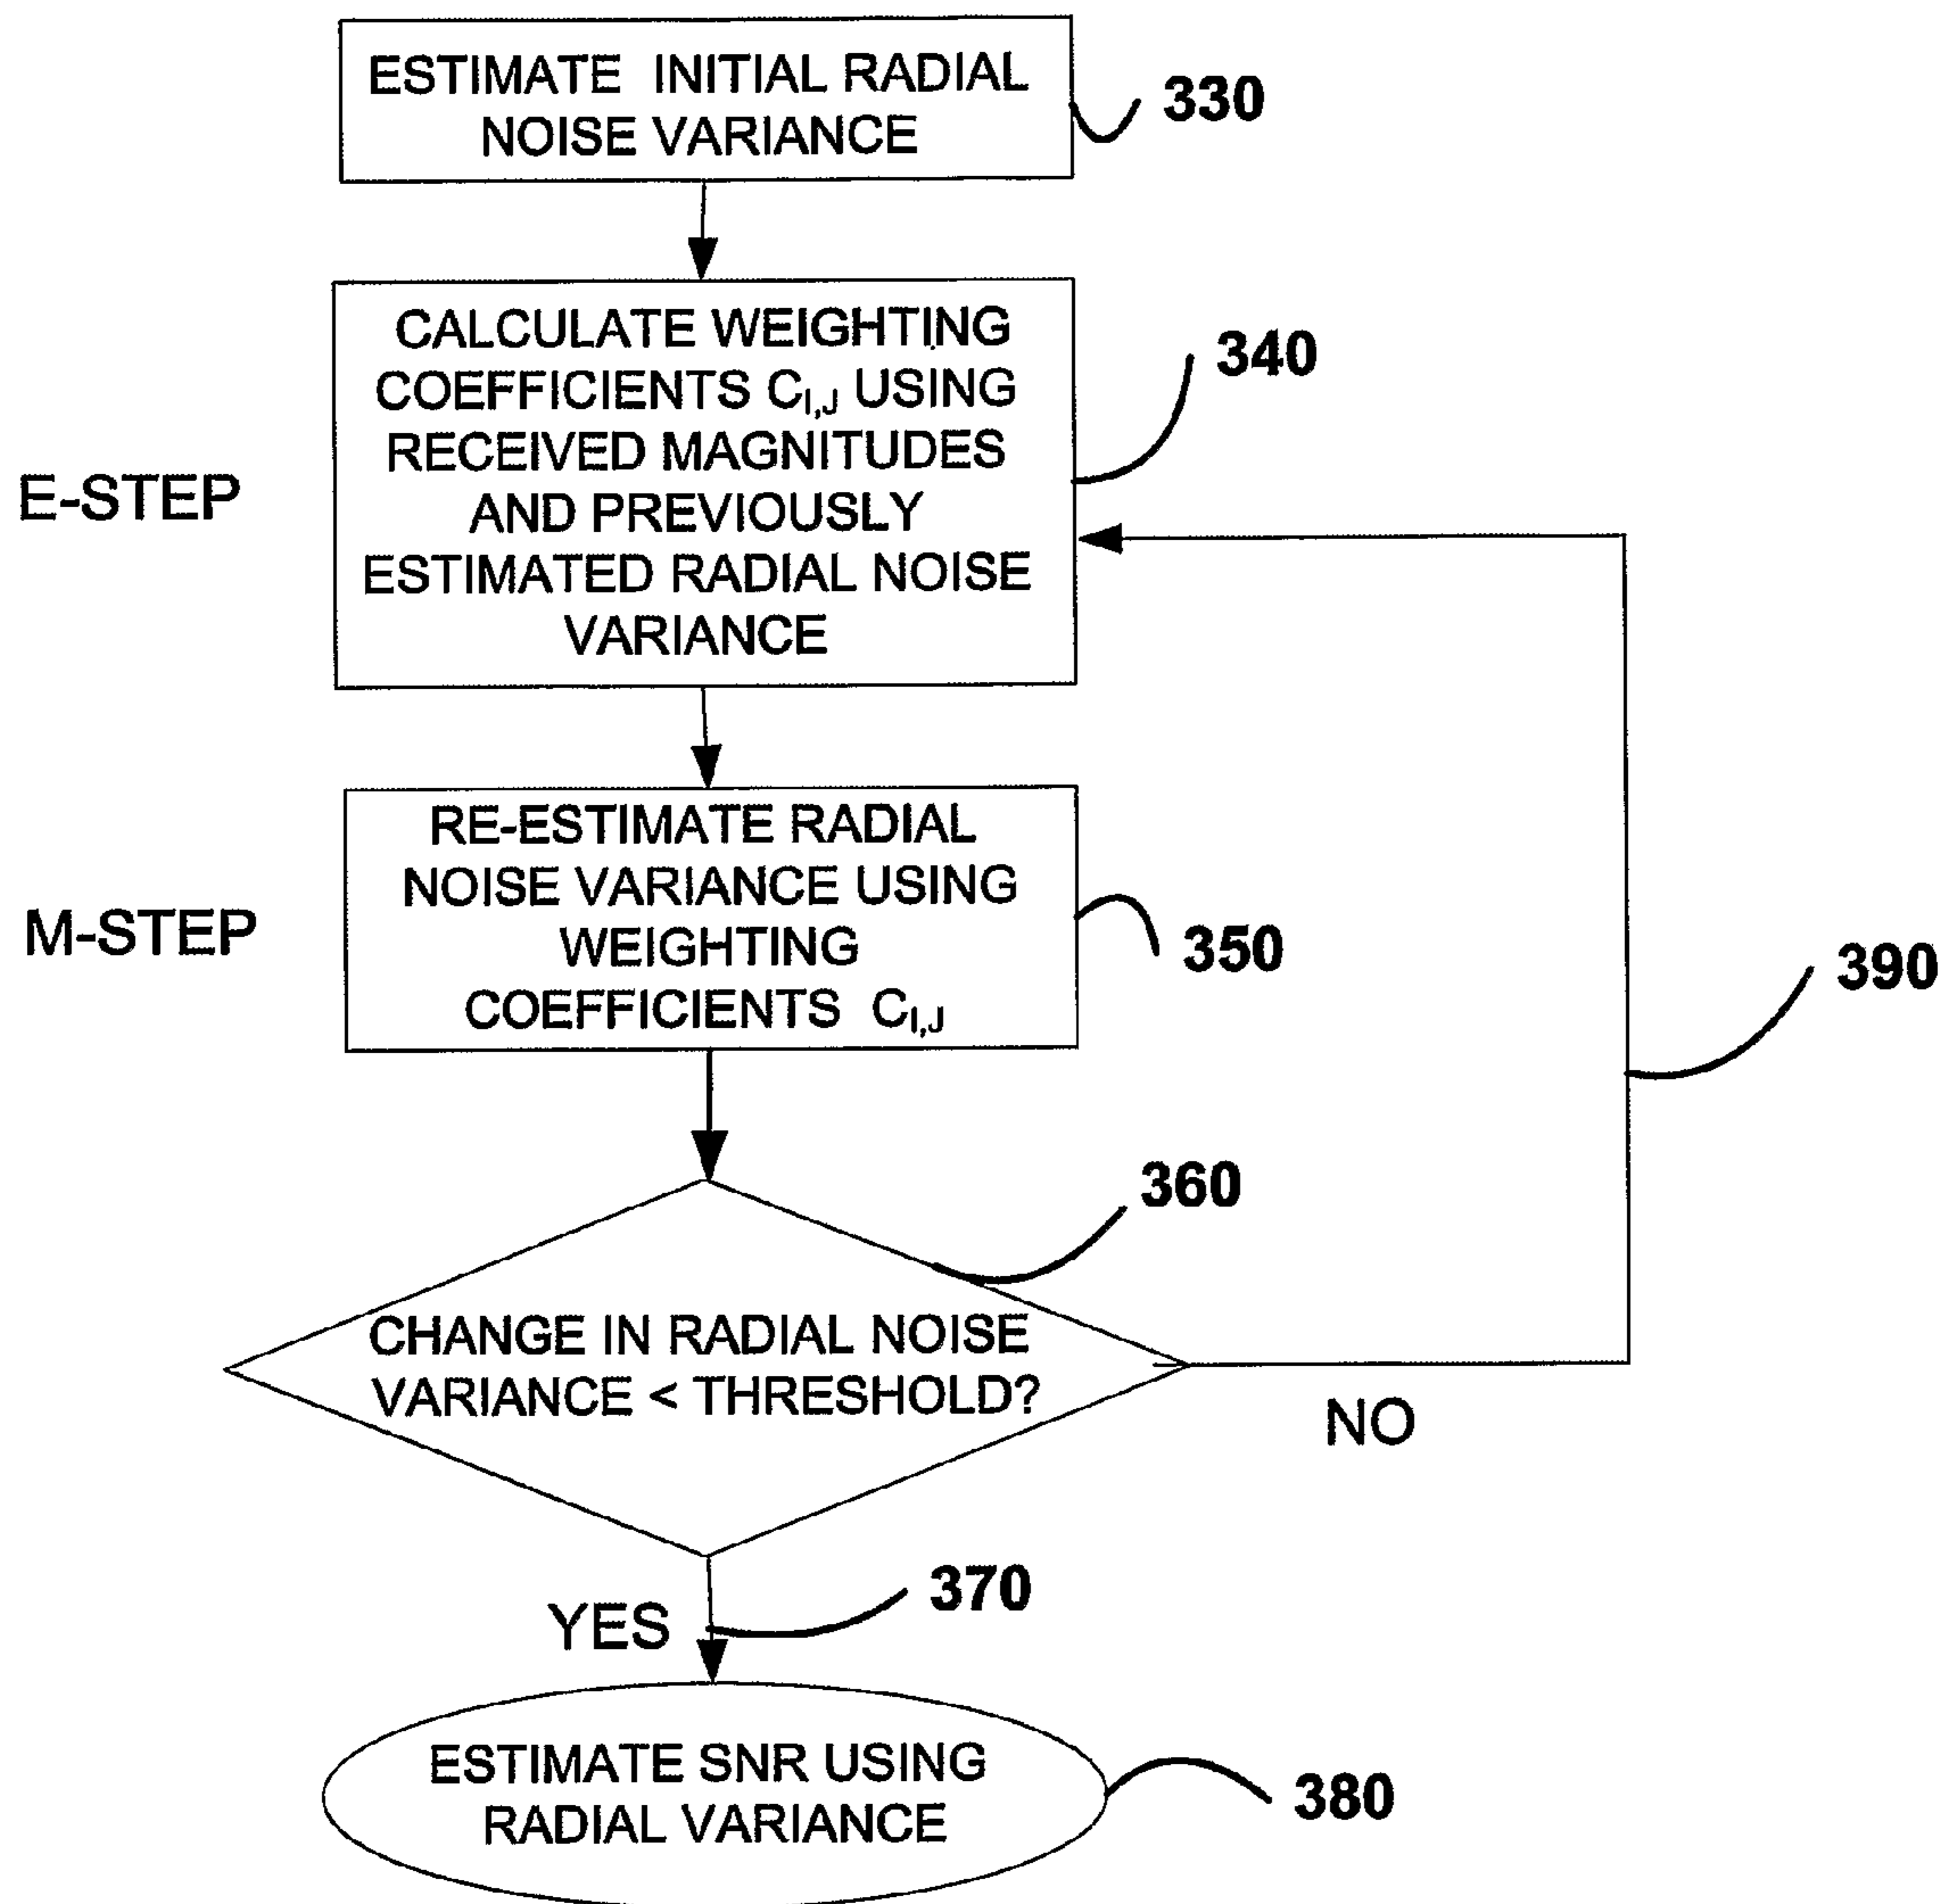 ESTIMATE INITIAL RADIAL
NOISE VARIANCE
330
CALCULATE WEIGHTING
COEFFICIENTS C_{I,J} USING
RECEIVED MAGNITUDES
AND PREVIOUSLY
ESTIMATED RADIAL NOISE
VARIANCE
340
E-STEP
RE-ESTIMATE RADIAL
NOISE VARIANCE USING
WEIGHTING
COEFFICIENTS C_{I,J}
350
M-STEP
390
360
CHANGE IN RADIAL NOISE
VARIANCE < THRESHOLD?
NO
370
YES
ESTIMATE SNR USING
RADIAL VARIANCE
380